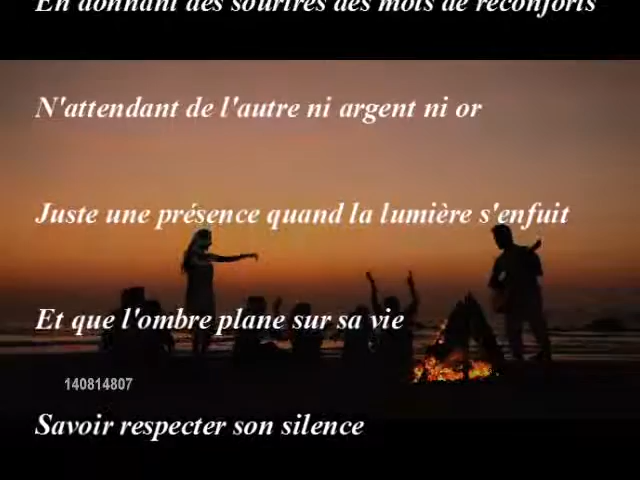 En donnant des sourires des mots de réconforts
N'attendant de l'autre ni argent ni or
Juste une présence quand la lumière s'enfuit
Et que l'ombre plane sur sa vie
140814807
Savoir respecter son silence